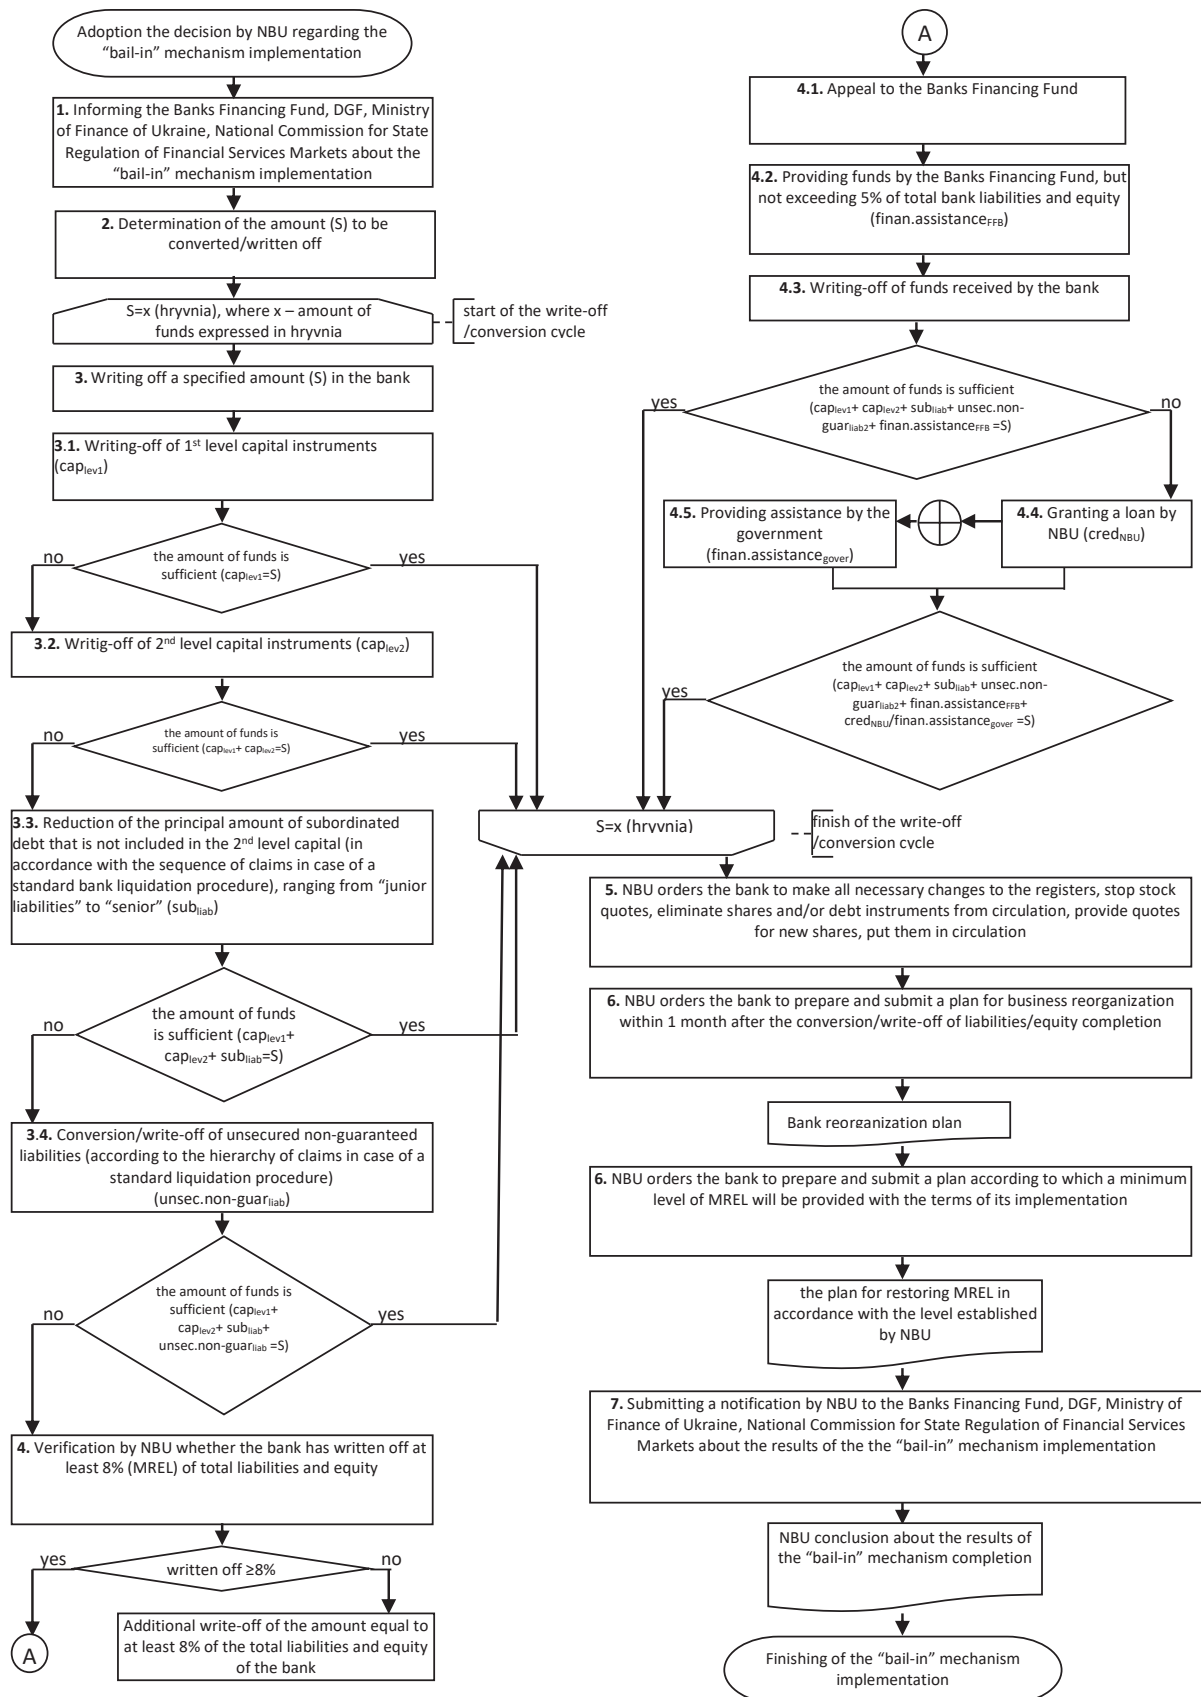 Adoption the decision by NBU regarding the
“bail-in” mechanism implementation
1. Informing the Banks Financing Fund, DGF, Ministry
of Finance of Ukraine, National Commission for State
Regulation of Financial Services Markets about the
“bail-in” mechanism implementation
2. Determination of the amount (S) to be
converted/written off
S=x (hryvnia), where x – amount of
funds expressed in hryvnia
start of the write-off
/conversion cycle
3. Writing off a specified amount (S) in the bank
3.1. Writing-off of 1st level capital instruments
(caplev1)
no
the amount of funds is
sufficient (caplev1=S)
yes
3.2. Writig-off of 2nd level capital instruments (caplev2)
no
the amount of funds is
sufficient (caplev1+ caplev2=S)
yes
3.3. Reduction of the principal amount of subordinated
debt that is not included in the 2nd level capital (in
accordance with the sequence of claims in case of a
standard bank liquidation procedure), ranging from “junior
liabilities” to “senior” (subliab)
no
the amount of funds
is sufficient (caplev1+
caplev2+ subliab=S)
yes
3.4. Conversion/write-off of unsecured non-guaranteed
liabilities (according to the hierarchy of claims in case of a
standard liquidation procedure)
(unsec.non-guarliab)
no
the amount of funds is
sufficient (caplev1+
caplev2+ subliab+
unsec.non-guarliab =S)
yes
4. Verification by NBU whether the bank has written off at
least 8% (MREL) of total liabilities and equity
yes
written off ≥8%
no
A
Additional write-off of the amount equal to
at least 8% of the total liabilities and equity
of the bank
A
4.1. Appeal to the Banks Financing Fund
4.2. Providing funds by the Banks Financing Fund, but
not exceeding 5% of total bank liabilities and equity
(finan.assistanceFFB)
4.3. Writing-off of funds received by the bank
yes
the amount of funds is sufficient
(caplev1+ caplev2+ subliab+ unsec.non-
guarliab2+ finan.assistanceFFB =S)
no
4.5. Providing assistance by the
government
(finan.assistancegover)
4.4. Granting a loan by
NBU (credNBU)
yes
the amount of funds is sufficient
(caplev1+ caplev2+ subliab+ unsec.non-
guarliab2+ finan.assistanceFFB+
credNBU/finan.assistancegover =S)
S=x (hryvnia)
finish of the write-off
/conversion cycle
5. NBU orders the bank to make all necessary changes to the registers, stop stock
quotes, eliminate shares and/or debt instruments from circulation, provide quotes
for new shares, put them in circulation
6. NBU orders the bank to prepare and submit a plan for business reorganization
within 1 month after the conversion/write-off of liabilities/equity completion
Bank reorganization plan
6. NBU orders the bank to prepare and submit a plan according to which a minimum
level of MREL will be provided with the terms of its implementation
the plan for restoring MREL in
accordance with the level established
by NBU
7. Submitting a notification by NBU to the Banks Financing Fund, DGF, Ministry of
Finance of Ukraine, National Commission for State Regulation of Financial Services
Markets about the results of the the “bail-in” mechanism implementation
NBU conclusion about the results of
the “bail-in” mechanism completion
Finishing of the “bail-in” mechanism
implementation